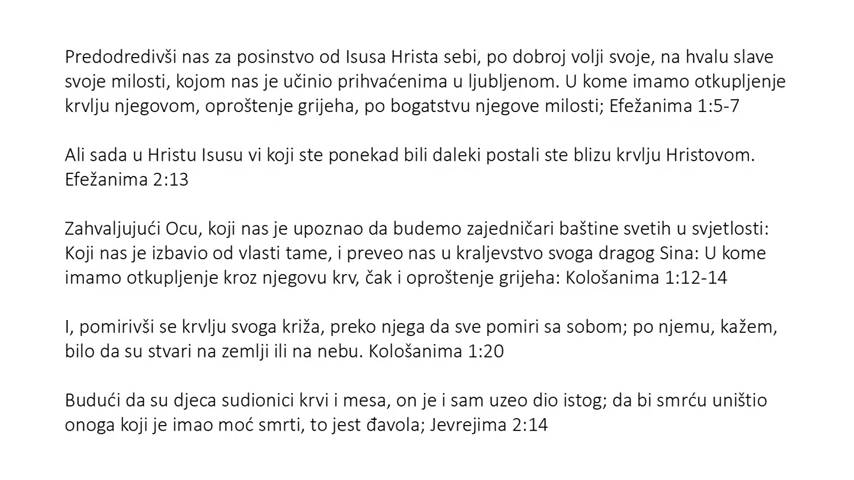 Predodredivši nas za posinstvo od Isusa Hrista sebi, po dobroj volji svoje, na hvalu slave
svoje milosti, kojom nas je učinio prihvaćenima u ljubljenom. U kome imamo otkupljenje
krvlju njegovom, oproštenje grijeha, po bogatstvu njegove milosti; Efežanima 1:5-7
Ali sada u Hristu Isusu vi koji ste ponekad bili daleki postali ste blizu krvlju Hristovom.
Efežanima 2:13
Zahvaljujući Ocu, koji nas je upoznao da budemo zajedničari baštine svetih u svjetlosti:
Koji nas je izbavio od vlasti tame, i preveo nas u kraljevstvo svoga dragog Sina: U kome
imamo otkupljenje kroz njegovu krv, čak i oproštenje grijeha: Kološanima 1:12-14
I, pomirivši se krvlju svoga križa, preko njega da sve pomiri sa sobom; po njemu, kažem,
bilo da su stvari na zemlji ili na nebu. Kološanima 1:20
Budući da su djeca sudionici krvi i mesa, on je i sam uzeo dio istog; da bi smrću uništio
onoga koji je imao moć smrti, to jest đavola; Jevrejima 2:14